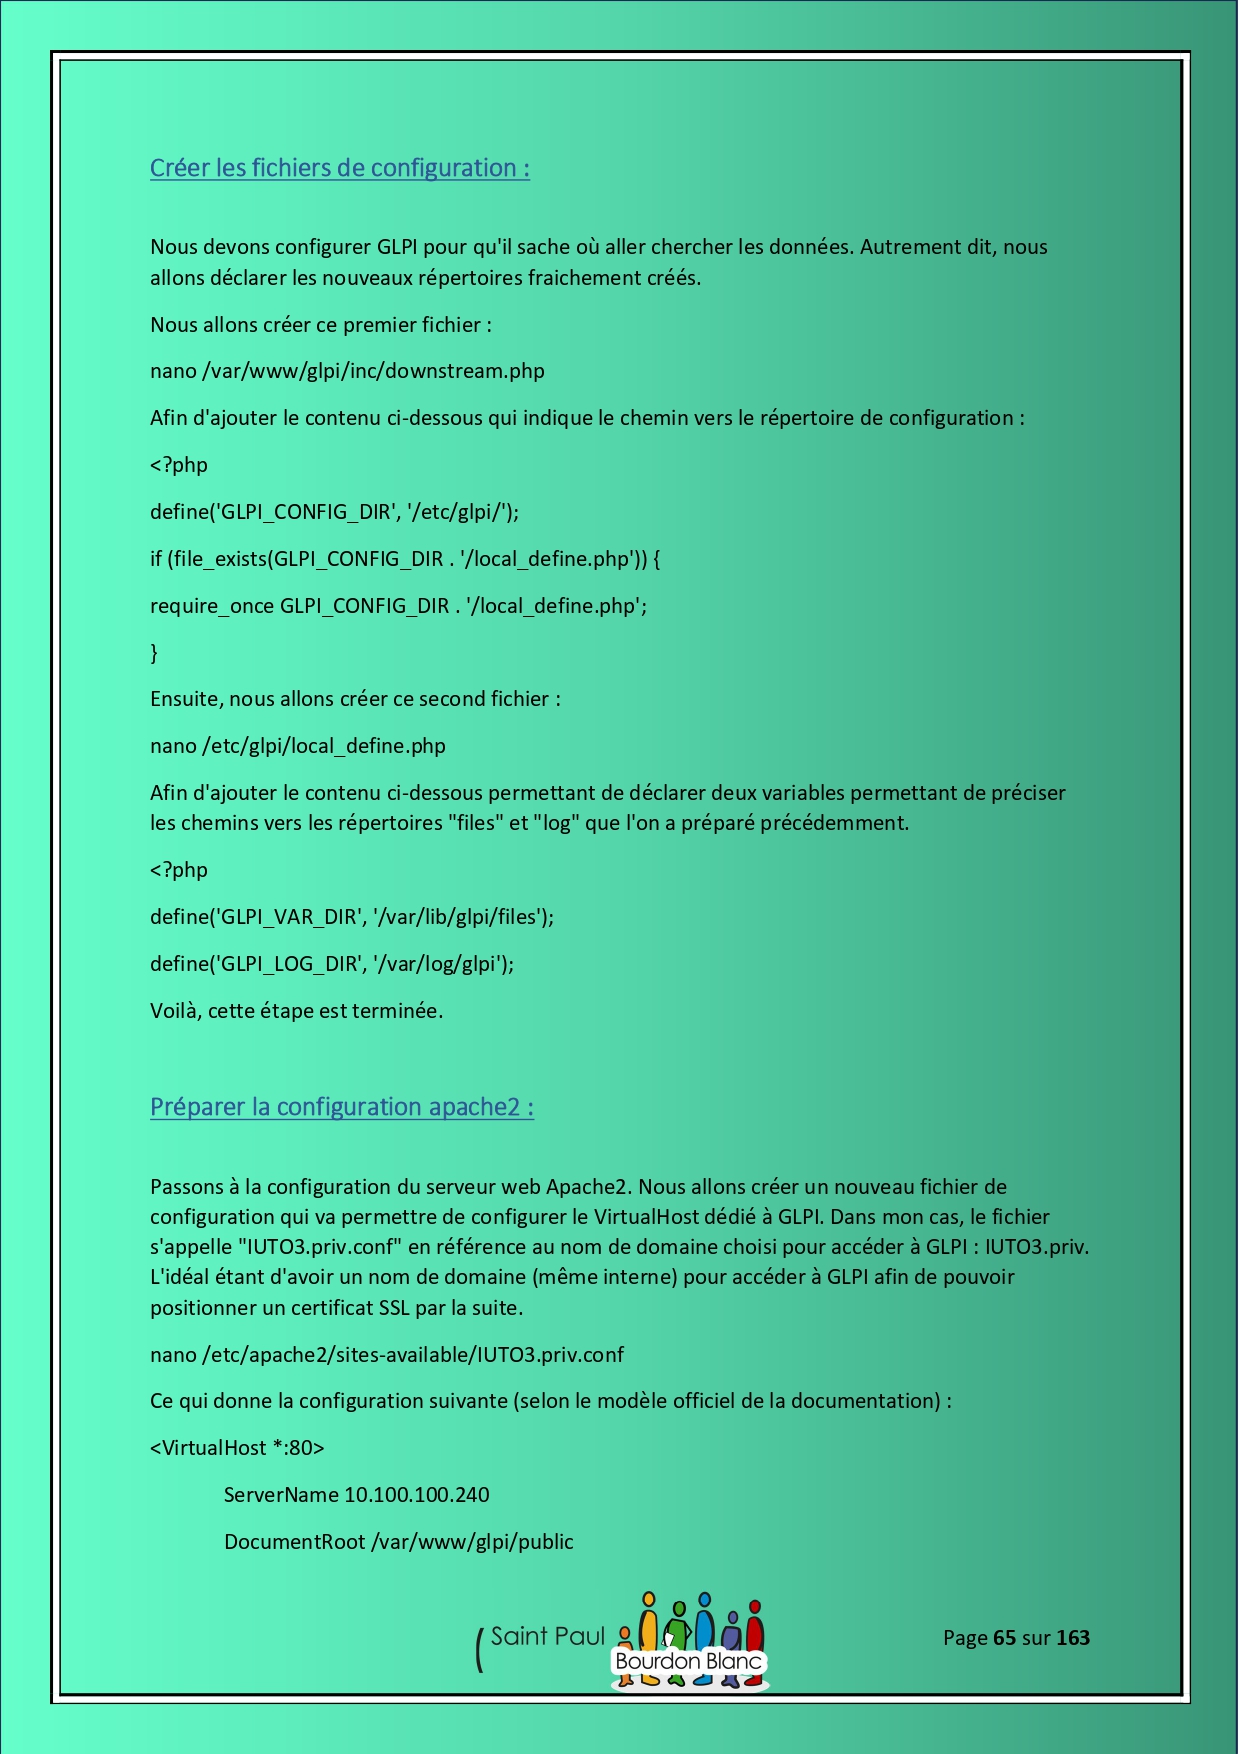 Créer les fichiers de configuration :
Nous devons configurer GLPI pour qu'il sache où aller chercher les données. Autrement dit, nous
allons déclarer les nouveaux répertoires fraichement créés.
Nous allons créer ce premier fichier :
nano /var/www/glpi/inc/downstream.php
Afin d'ajouter le contenu ci-dessous qui indique le chemin vers le répertoire de configuration :
<?php
define('GLPI_CONFIG_DIR', '/etc/glpi/');
if (file_exists(GLPI_CONFIG_DIR . '/local_define.php')) {
require_once GLPI_CONFIG_DIR . '/local_define.php';
}
Ensuite, nous allons créer ce second fichier :
nano /etc/glpi/local_define.php
Afin d'ajouter le contenu ci-dessous permettant de déclarer deux variables permettant de préciser
les chemins vers les répertoires "files" et "log" que l'on a préparé précédemment.
<?php
define('GLPI_VAR_DIR', '/var/lib/glpi/files');
define('GLPI_LOG_DIR', '/var/log/glpi');
Voilà, cette étape est terminée.
Préparer la configuration apache2 :
Passons à la configuration du serveur web Apache2. Nous allons créer un nouveau fichier de
configuration qui va permettre de configurer le VirtualHost dédié à GLPI. Dans mon cas, le fichier
s'appelle "IUTO3.priv.conf" en référence au nom de domaine choisi pour accéder à GLPI : IUTO3.priv.
L'idéal étant d'avoir un nom de domaine (même interne) pour accéder à GLPI afin de pouvoir
positionner un certificat SSL par la suite.
nano /etc/apache2/sites-available/IUTO3.priv.conf
Ce qui donne la configuration suivante (selon le modèle officiel de la documentation) :
<VirtualHost *:80>
ServerName 10.100.100.240
DocumentRoot /var/www/glpi/public
Saint Paul
Bourdon Blanc
Page 65 sur 163